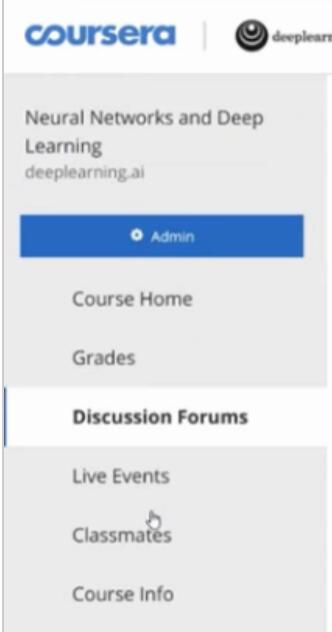 coursera
deeplearn
Neural Networks and Deep
Learning
deeplearning.ai
Admin
Course Home
Grades
Discussion Forums
Live Events
Classmates
Course Info